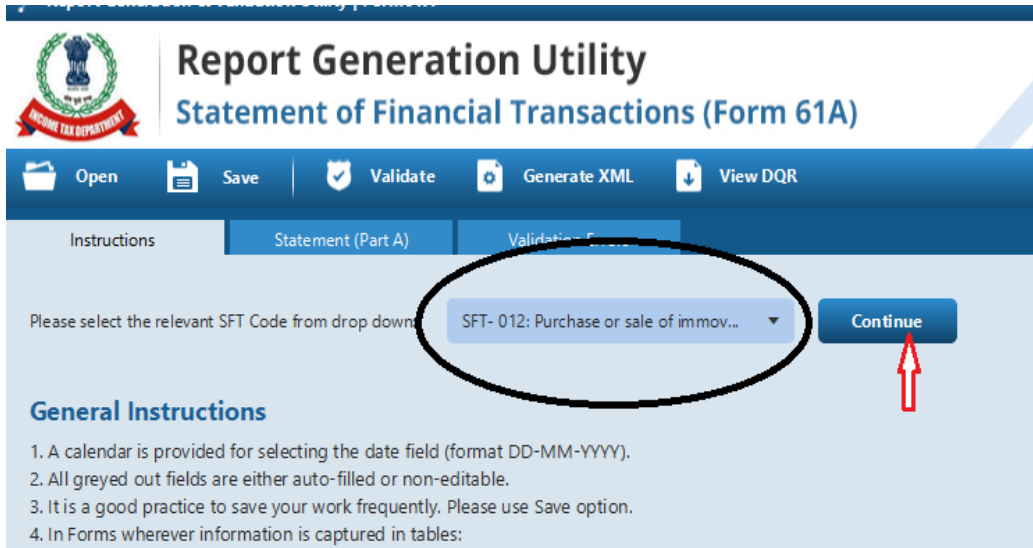 Report Generation Utility
Statement of Financial Transactions (Form 61A)
INCOME TAX DEPARTMENT
Open Save Validate Generate XML View DQR
Instructions Statement (Part A) Validation
Please select the relevant SFT Code from drop down: SFT- 012: Purchase or sale of immov... Continue
General Instructions
1. A calendar is provided for selecting the date field (format DD-MM-YYYY).
2. All greyed out fields are either auto-filled or non-editable.
3. It is a good practice to save your work frequently. Please use Save option.
4. In Forms wherever information is captured in tables: